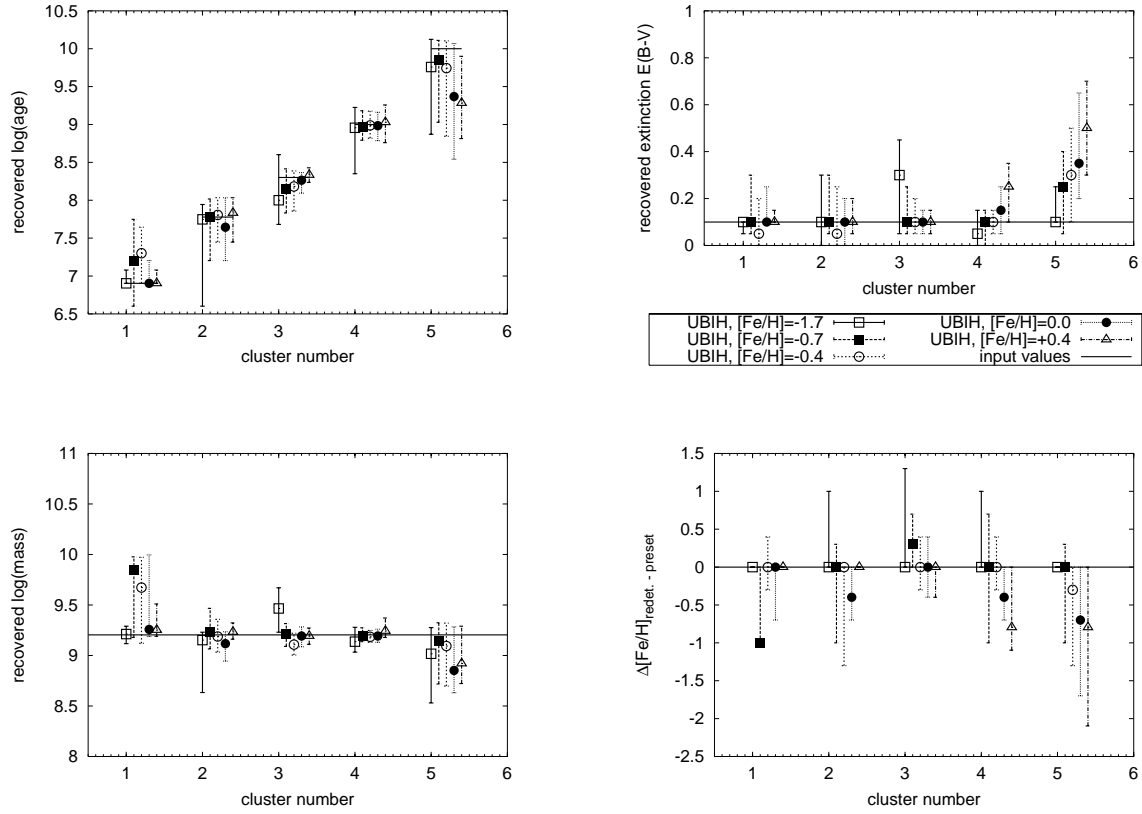 10.5
10
9.5
9
8.5
8
7.5
7
6.5
recovered log(age)
1 2 3 4 5 6
cluster number
1
0.8
0.6
0.4
0.2
0
recovered extinction E(B-V)
1 2 3 4 5 6
cluster number
UBIH, [Fe/H]=-1.7
UBIH, [Fe/H]=-0.7
UBIH, [Fe/H]=-0.4
UBIH, [Fe/H]=0.0
UBIH, [Fe/H]=+0.4
input values
11
10.5
10
9.5
9
8.5
8
recovered log(mass)
1 2 3 4 5 6
cluster number
1.5
1
0.5
0
-0.5
-1
-1.5
-2
-2.5
Δ[Fe/H]redet. - preset
1 2 3 4 5 6
cluster number